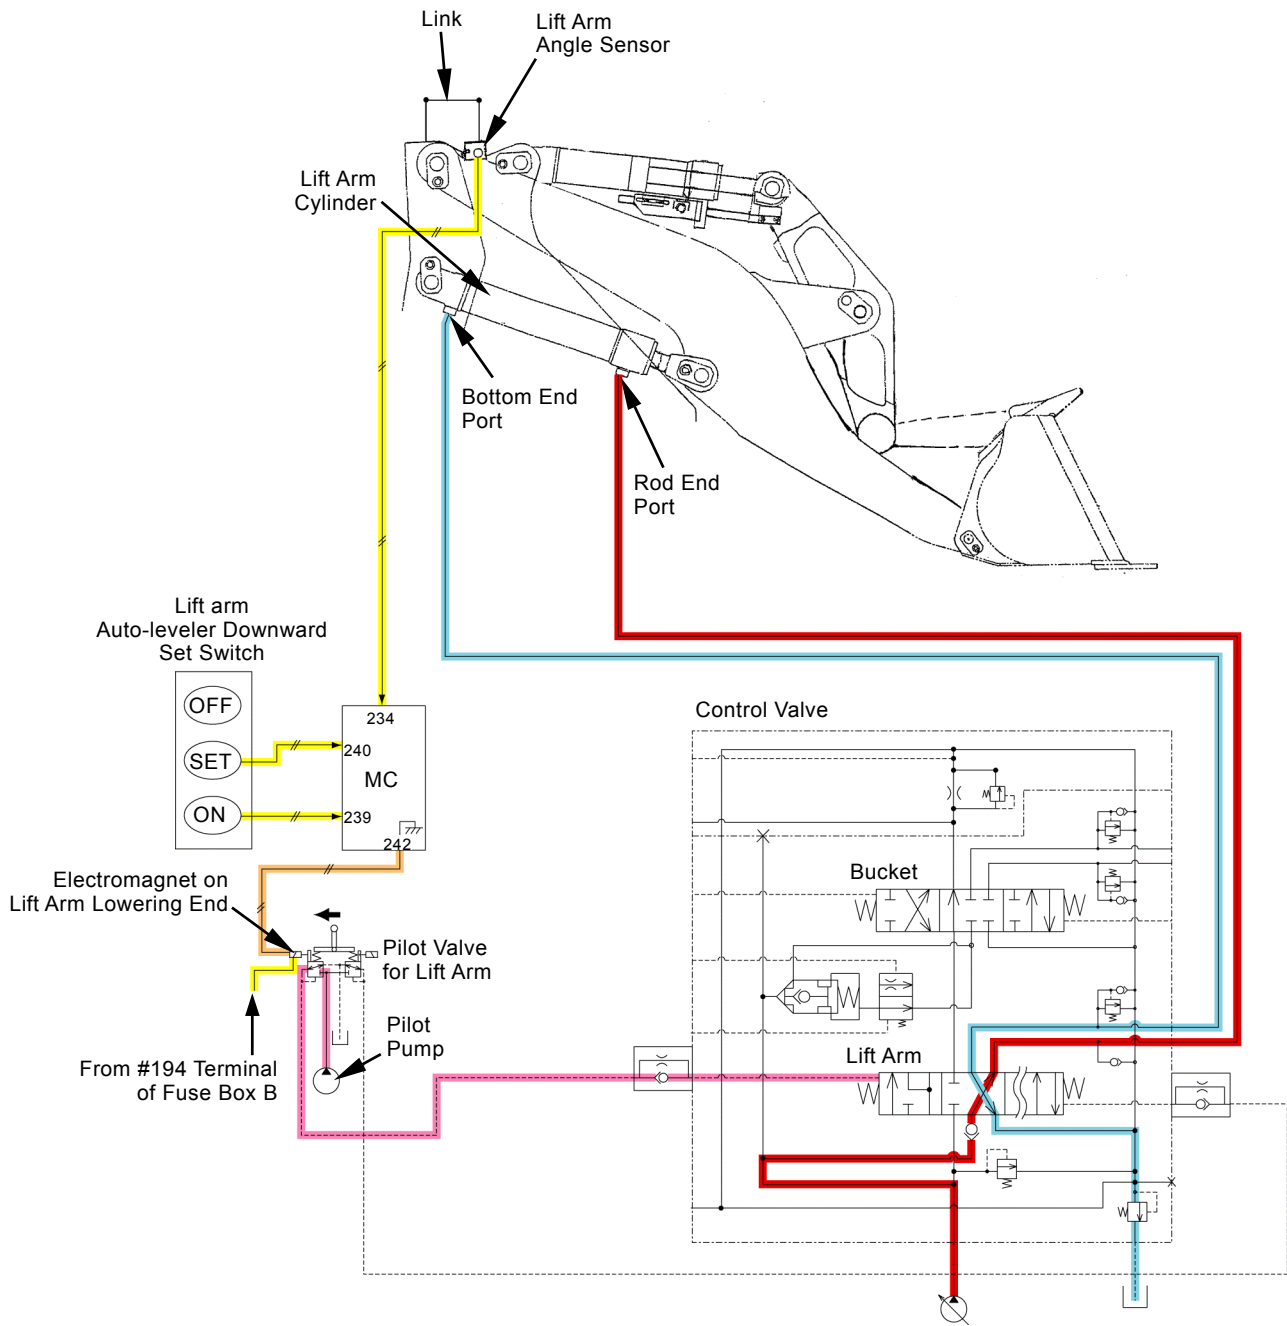 Link
Lift Arm
Angle Sensor
Lift Arm
Cylinder
Bottom End
Port
Rod End
Port
Lift arm
Auto-leveler Downward
Set Switch
OFF
SET
ON
234
240
MC
239
242
Control Valve
Bucket
Electromagnet on
Lift Arm Lowering End
Pilot Valve
for Lift Arm
Pilot
Pump
From #194 Terminal
of Fuse Box B
Lift Arm